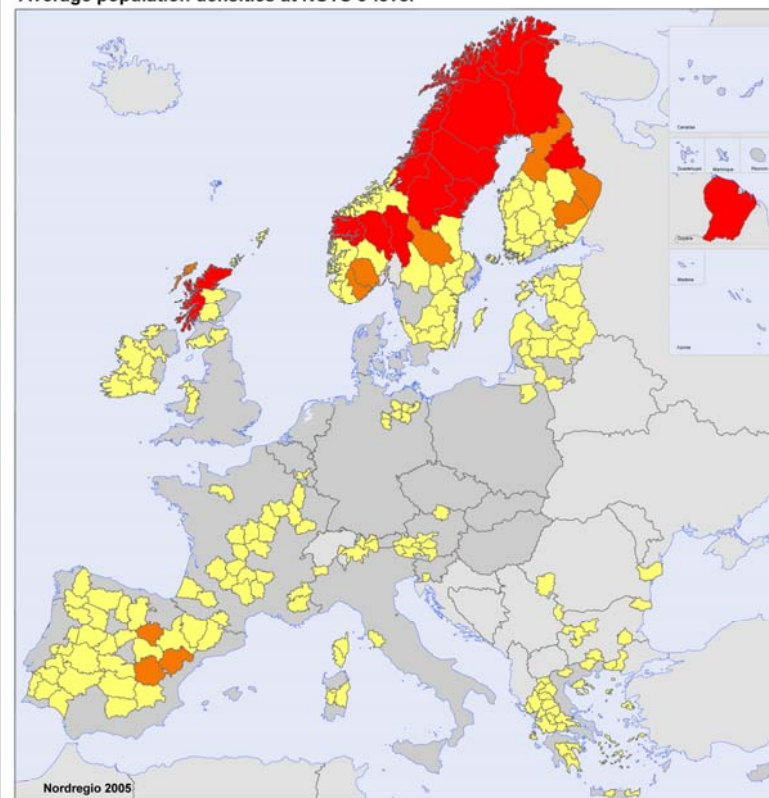 Average population densities at NUTS 3 level
Canarias
Guadeloupe Martinique Réunion
Guyane
Madeira
Açores
Nordregio 2005